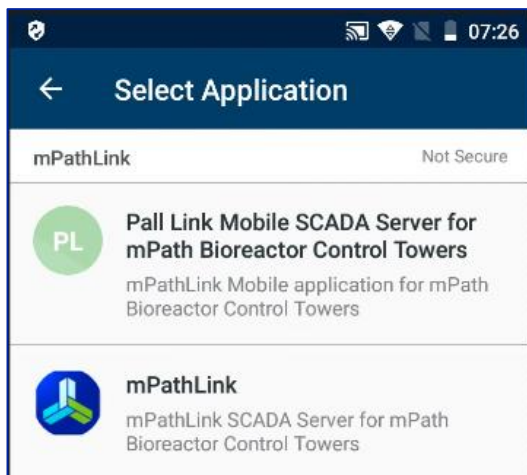 07:26
Select Application
mPathLink Not Secure
PL
Pall Link Mobile SCADA Server for
mPath Bioreactor Control Towers
mPathLink Mobile application for mPath
Bioreactor Control Towers
mPathLink
mPathLink SCADA Server for mPath
Bioreactor Control Towers